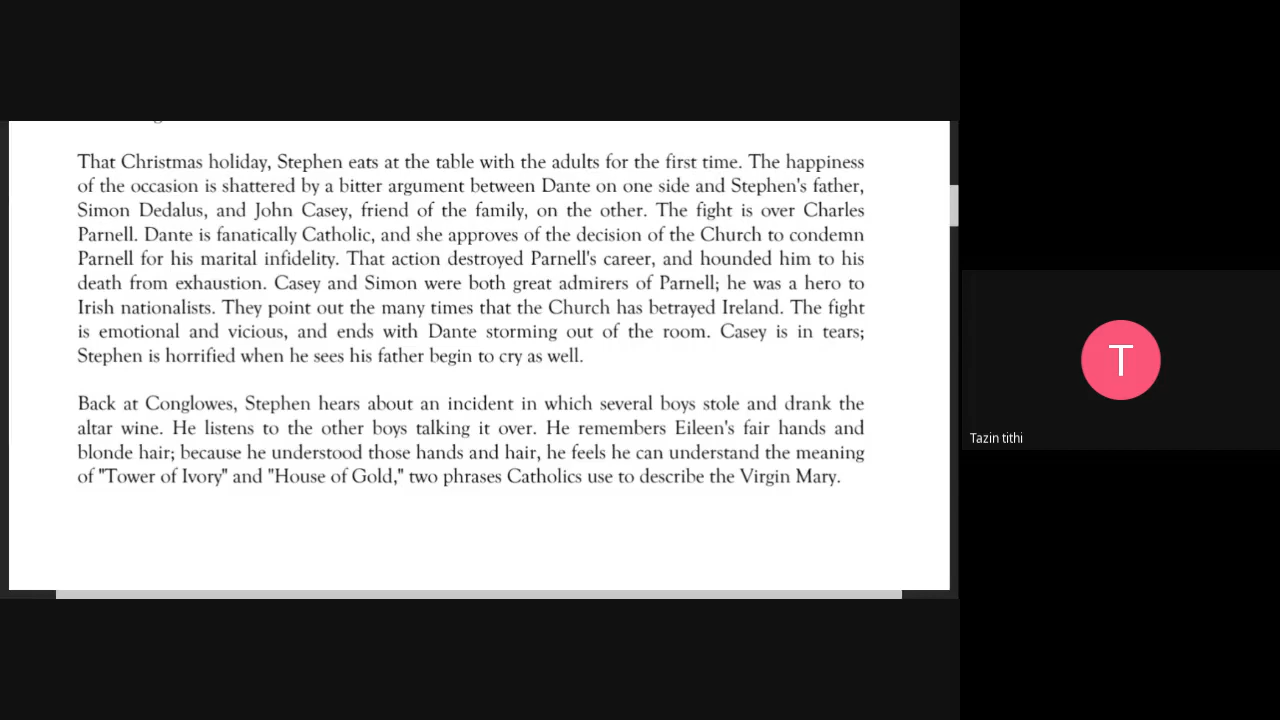 That Christmas holiday, Stephen eats at the table with the adults for the first time. The happiness
of the occasion is shattered by a bitter argument between Dante on one side and Stephen's father,
Simon Dedalus, and John Casey, friend of the family, on the other. The fight is over Charles
Parnell. Dante is fanatically Catholic, and she approves of the decision of the Church to condemn
Parnell for his marital infidelity. That action destroyed Parnell's career, and hounded him to his
death from exhaustion. Casey and Simon were both great admirers of Parnell; he was a hero to
Irish nationalists. They point out the many times that the Church has betrayed Ireland. The fight
is emotional and vicious, and ends with Dante storming out of the room. Casey is in tears;
Stephen is horrified when he sees his father begin to cry as well.
Back at Conglowes, Stephen hears about an incident in which several boys stole and drank the
altar wine. He listens to the other boys talking it over. He remembers Eileen's fair hands and
blonde hair; because he understood those hands and hair, he feels he can understand the meaning
of "Tower of Ivory" and "House of Gold," two phrases Catholics use to describe the Virgin Mary.
T
Tazin tithi